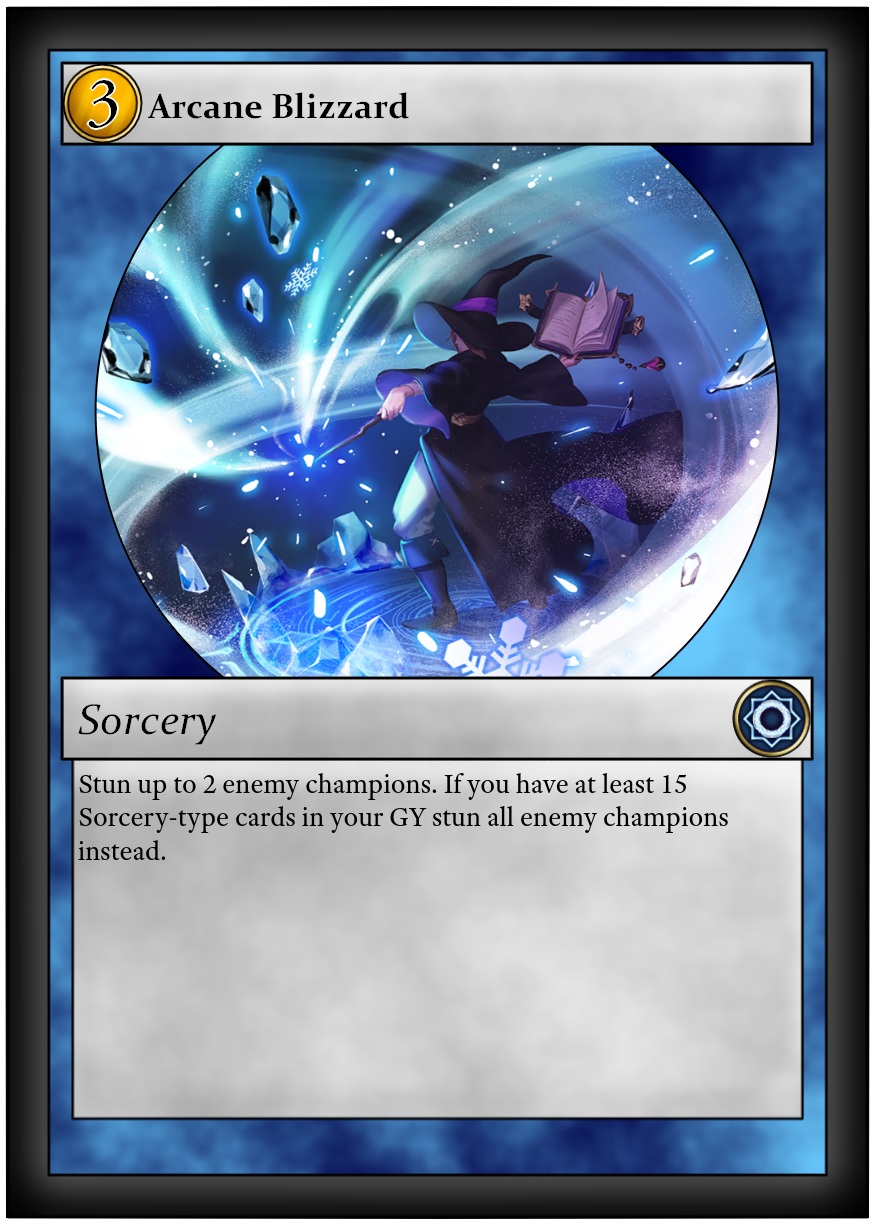 3 Arcane Blizzard
Sorcery
Stun up to 2 enemy champions. If you have at least 15
Sorcery-type cards in your GY stun all enemy champions
instead.